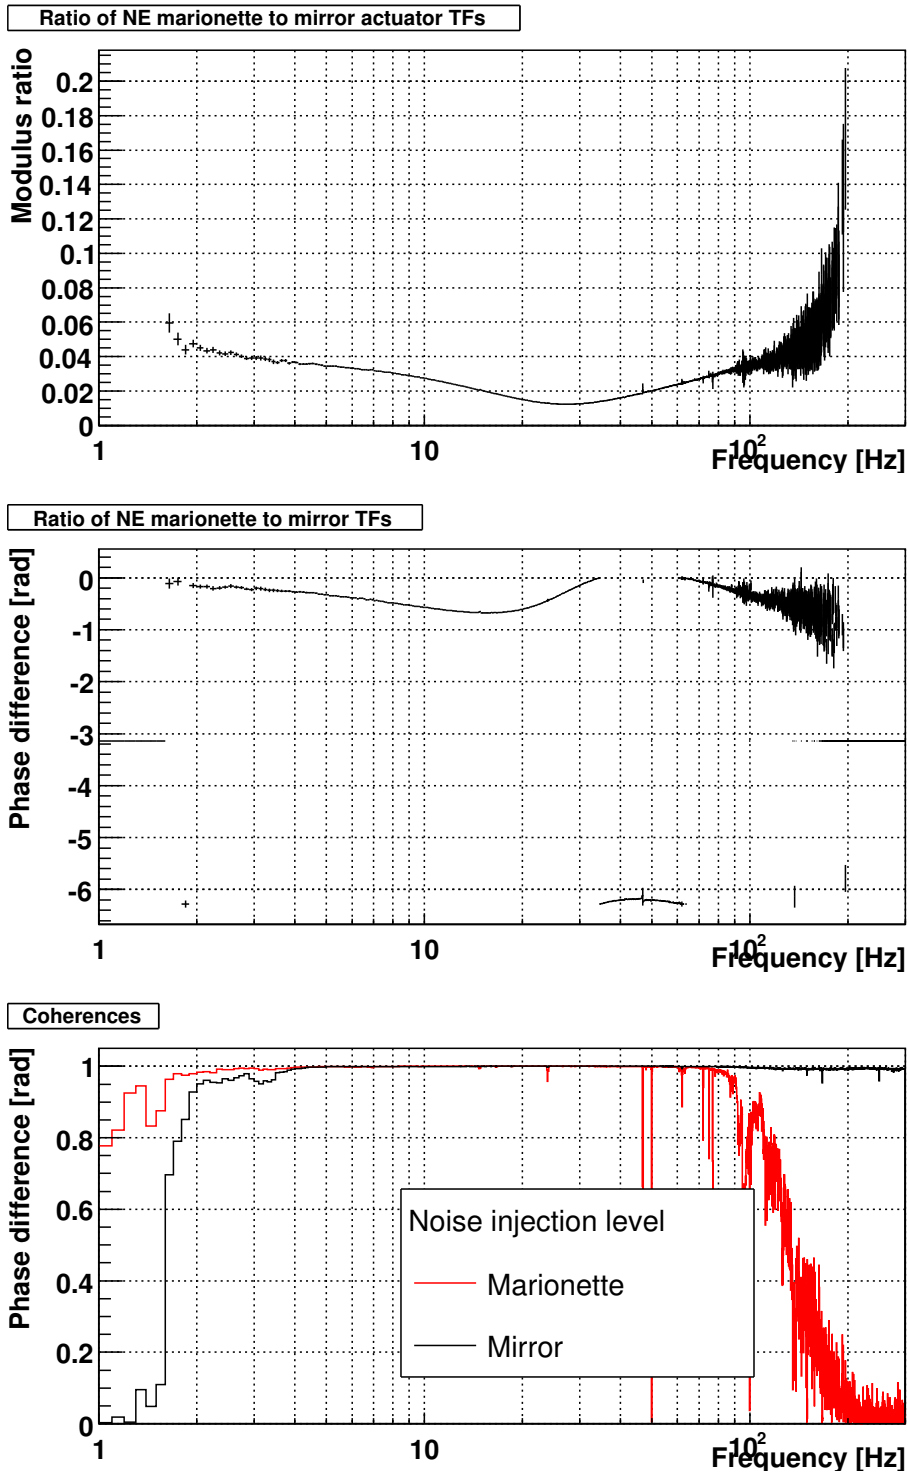 Ratio of NE marionette to mirror actuator TFs
Modulus ratio
0.2
0.18
0.16
0.14
0.12
0.1
0.08
0.06
0.04
0.02
0
1
10
10²
Frequency [Hz]
Ratio of NE marionette to mirror TFs
Phase difference [rad]
0
-1
-2
-3
-4
-5
-6
1
10
10²
Frequency [Hz]
Coherences
Phase difference [rad]
1
0.8
0.6
0.4
0.2
0
Noise injection level
Marionette
Mirror
1
10
10²
Frequency [Hz]